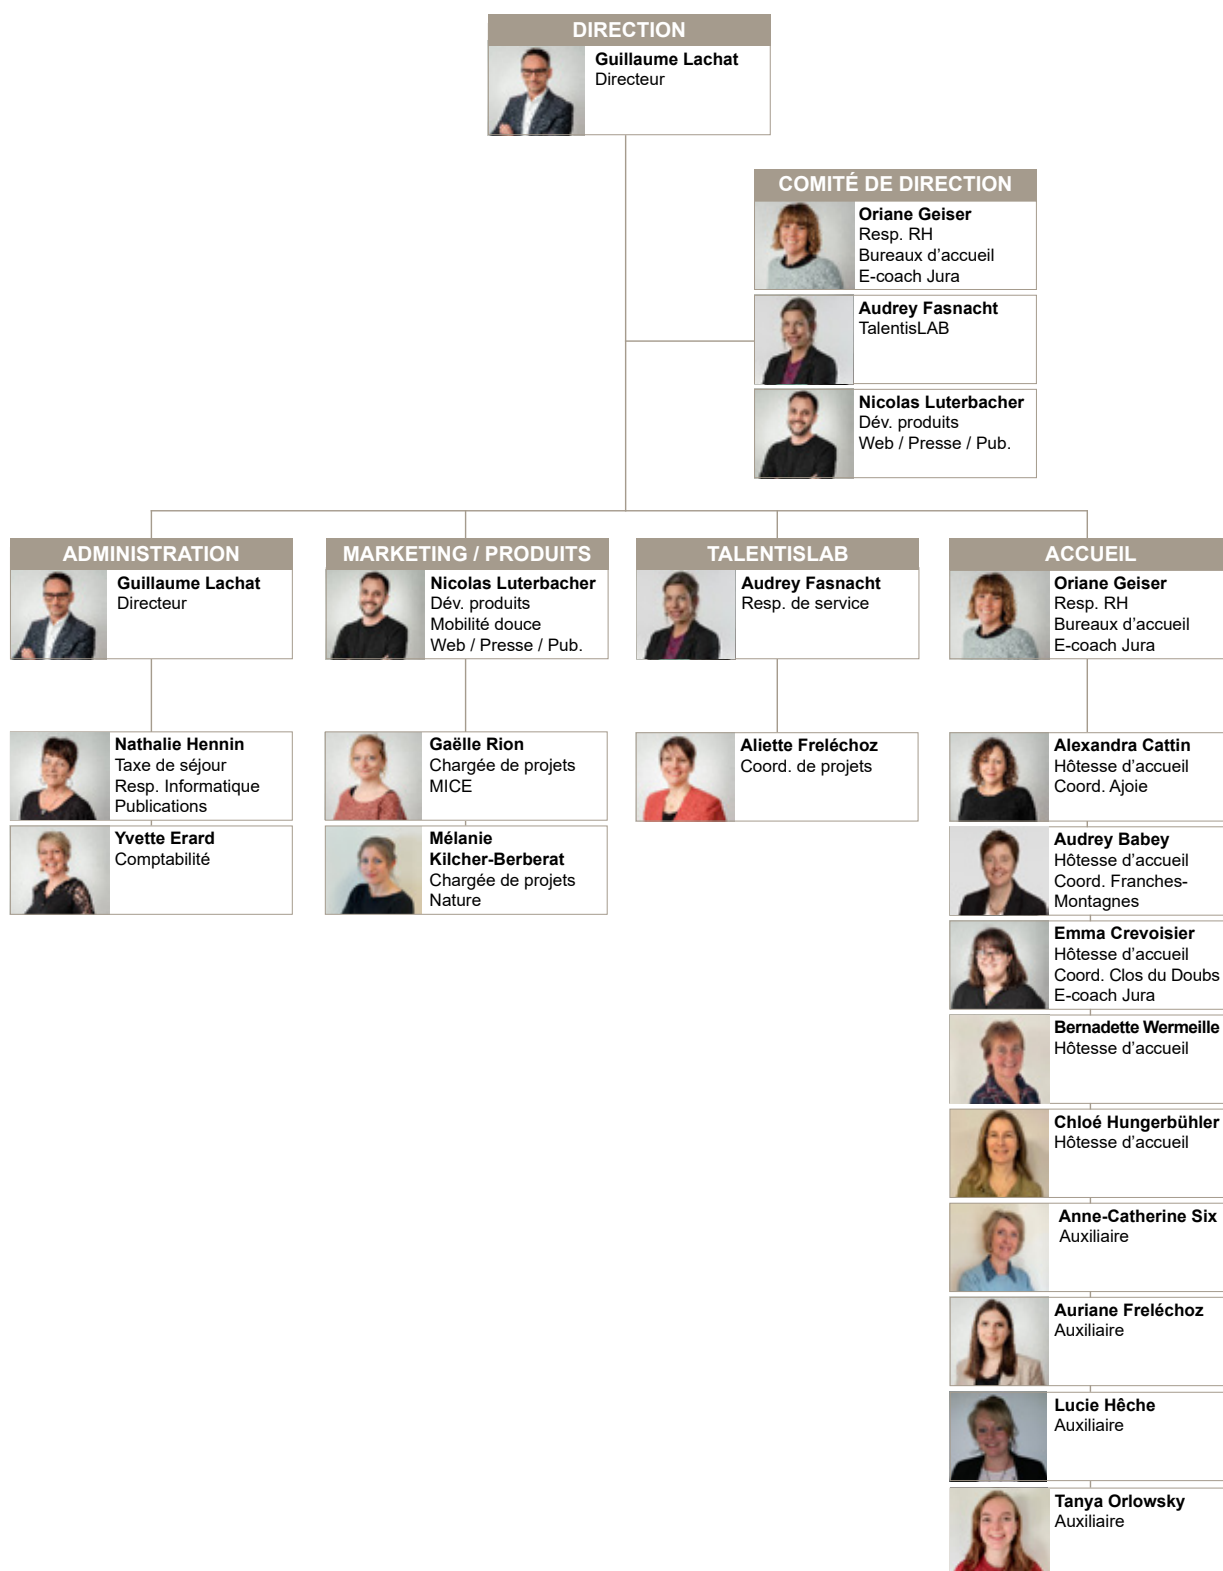 DIRECTION
Guillaume Lachat
Directeur
COMITÉ DE DIRECTION
Oriane Geiser
Resp. RH
Bureaux d’accueil
E-coach Jura
Audrey Fasnacht
TalentisLAB
Nicolas Luterbacher
Dév. produits
Web / Presse / Pub.
ADMINISTRATION
Guillaume Lachat
Directeur
Nathalie Hennin
Taxe de séjour
Resp. Informatique
Publications
Yvette Erard
Comptabilité
MARKETING / PRODUITS
Nicolas Luterbacher
Dév. produits
Mobilité douce
Web / Presse / Pub.
Gaëlle Rion
Chargée de projets
MICE
Mélanie
Kilcher-Berberat
Chargée de projets
Nature
TALENTISLAB
Audrey Fasnacht
Resp. de service
Aliette Freléchoz
Coord. de projets
ACCUEIL
Oriane Geiser
Resp. RH
Bureaux d’accueil
E-coach Jura
Alexandra Cattin
Hôtesse d’accueil
Coord. Ajoie
Audrey Babey
Hôtesse d’accueil
Coord. Franches-
Montagnes
Emma Crevoisier
Hôtesse d’accueil
Coord. Clos du Doubs
E-coach Jura
Bernadette Wermeille
Hôtesse d’accueil
Chloé Hungerbühler
Hôtesse d’accueil
Anne-Catherine Six
Auxiliaire
Auriane Freléchoz
Auxiliaire
Lucie Hêche
Auxiliaire
Tanya Orlowsky
Auxiliaire